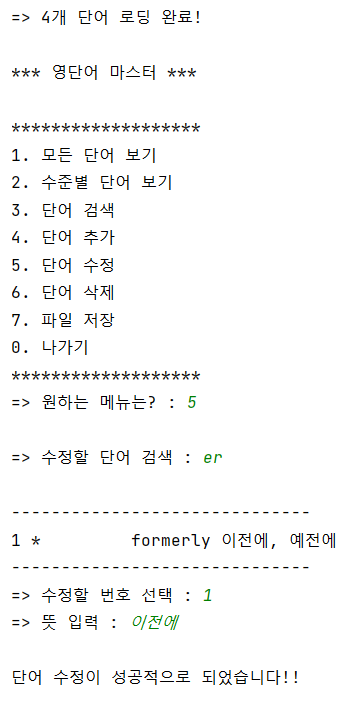 => 4개 단어 로딩 완료!
*** 영단어 마스터 ***
*******************
1. 모든 단어 보기
2. 수준별 단어 보기
3. 단어 검색
4. 단어 추가
5. 단어 수정
6. 단어 삭제
7. 파일 저장
0. 나가기
*******************
=> 원하는 메뉴는? : 5
=> 수정할 단어 검색 : er
------------------------------
1 *         formerly 이전에, 예전에
------------------------------
=> 수정할 번호 선택 : 1
=> 뜻 입력 : 이전에
단어 수정이 성공적으로 되었습니다!!